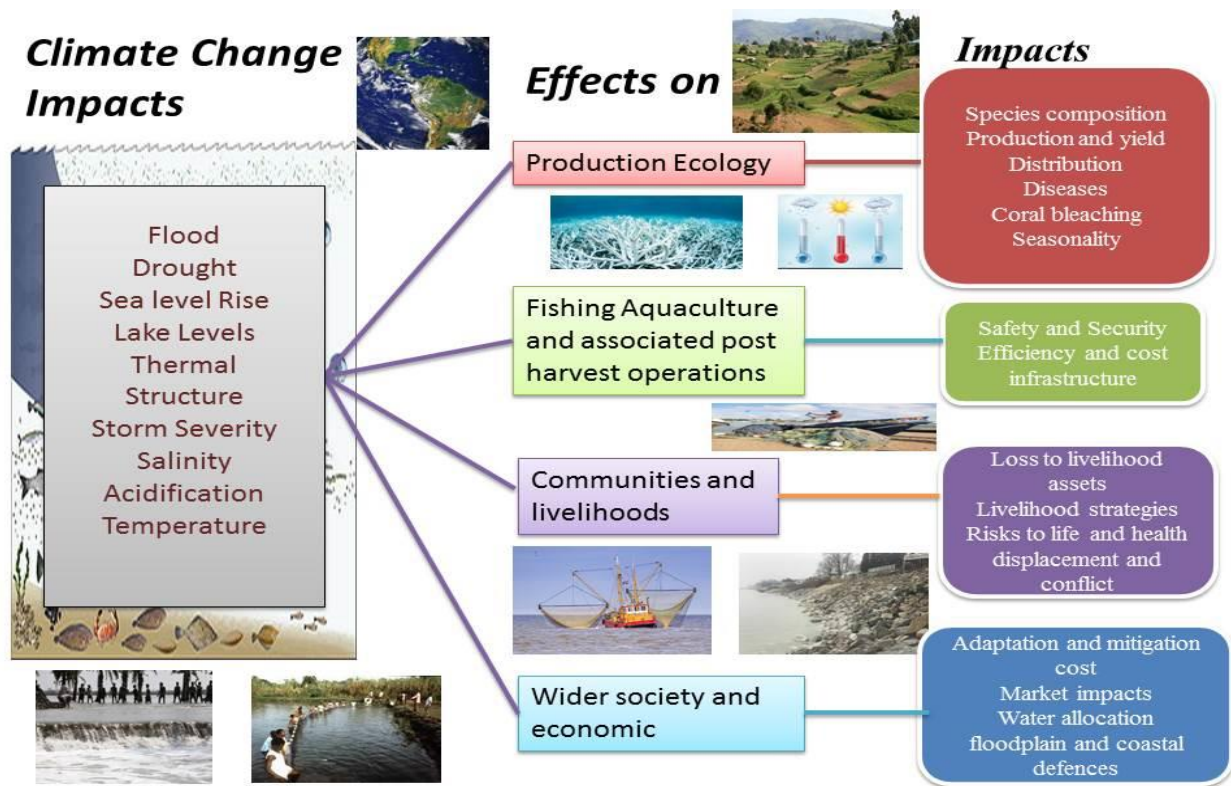 Climate Change
Impacts
Flood
Drought
Sea level Rise
Lake Levels
Thermal
Structure
Storm Severity
Salinity
Acidification
Temperature
Effects on
Production Ecology
Fishing Aquaculture
and associated post
harvest operations
Communities and
livelihoods
Wider society and
economic
Impacts
Species composition
Production and yield
Distribution
Diseases
Coral bleaching
Seasonality
Safety and Security
Efficiency and cost
infrastructure
Loss to livelihood
assets
Livelihood strategies
Risks to life and health
displacement and
conflict
Adaptation and mitigation
cost
Market impacts
Water allocation
floodplain and coastal
defences